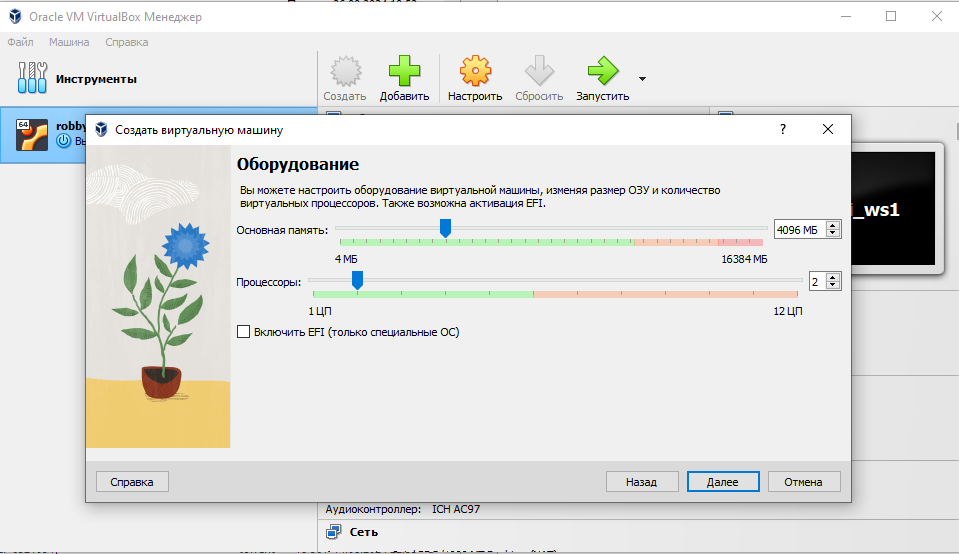 Oracle VM VirtualBox Менеджер
Файл Машина Справка
Инструменты
Создать Добавить Настроить Сбросить Запустить
64
robby
Создать виртуальную машину
?
Оборудование
Вы можете настроить оборудование виртуальной машины, изменяя размер ОЗУ и количество
виртуальных процессоров. Также возможна активация EFI.
Основная память: 4096 МБ
4 МБ 16384 МБ
Процессоры: 2
1 ЦП 12 ЦП
Включить EFI (только специальные ОС)
_ws1
Справка Назад Далее Отмена
Аудиоконтроллер: ICH AC97
Сеть